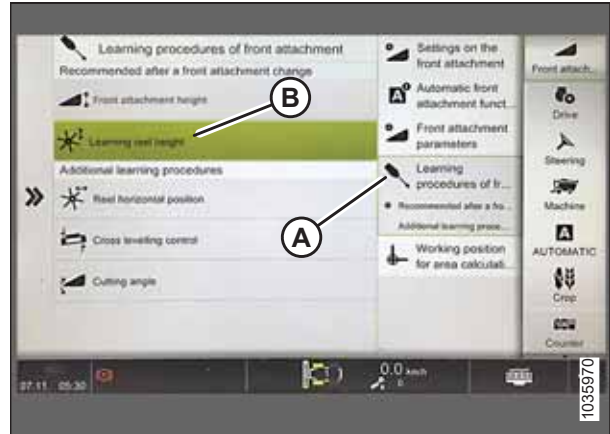 Learning procedures of front attachment
Recommended after a front attachment change
Front attachment height
B
Learning reel height
Additional learning procedures
Reel horizontal position
Cross levelling control
Cutting angle
A
Settings on the
front attachment
Automatic front
attachment funct...
Front attachment
parameters
Learning
procedures of fr...
Recommended after a fro...
Additional learning proce...
Working position
for area calculati...
Front attach...
Drive
Steering
Machine
AUTOMATIC
Crop
Counter
07.11 05:30
0.0 km/h
0
1035970